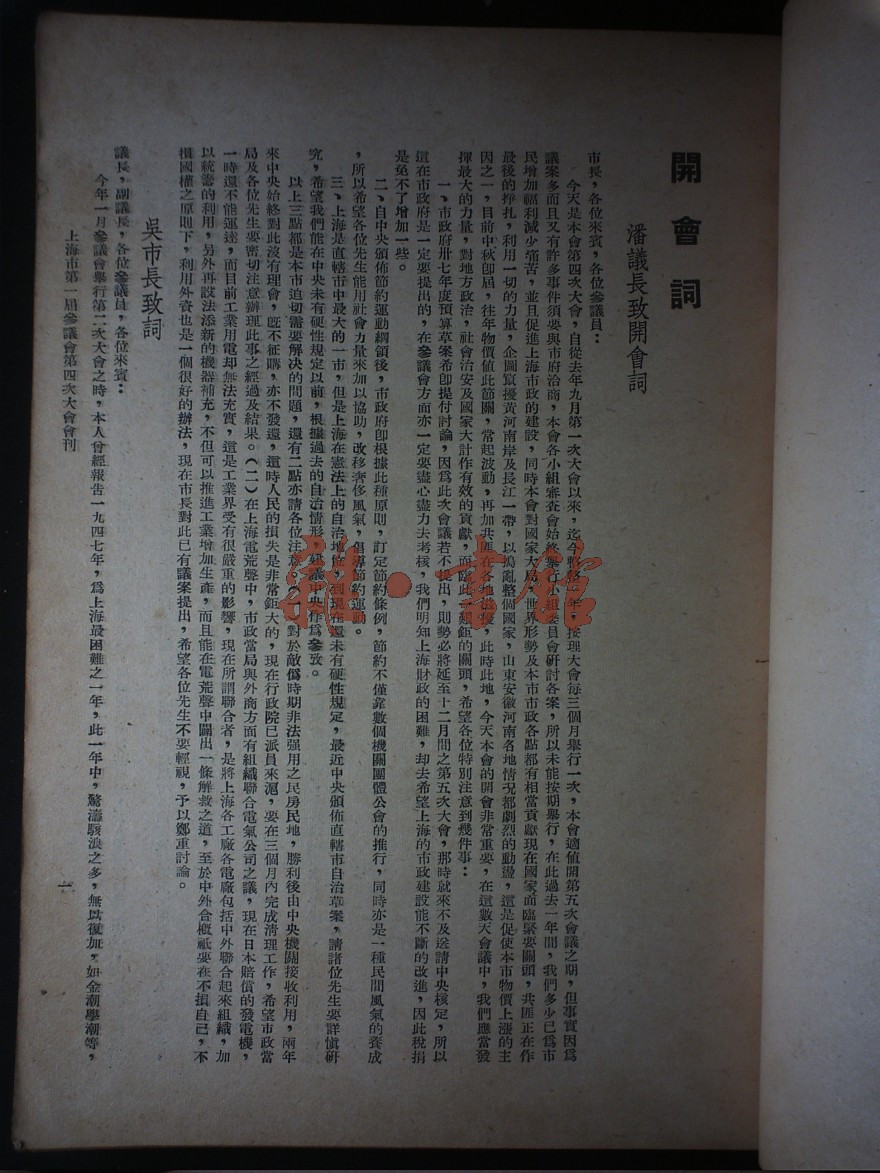 開會詞
潘議長致開會詞
市長，各位來賓，各位參議員：
今天是本會第四次大會，自從去年九月第一次大會以來，迄今整整一年，按理大會每三個月舉行一次，本會適值開第五次會議之期，但事實因爲
議案多而且又有許多事件須要與市府洽商，本會各小組審查會始終舉行小組委員會硏討各案，所以未能按期舉行，在此過去一年間，我們多少已爲市
民增加福利減少痛苦，並且促進上海市政的建設，同時本會對國家大局，世界形勢及本市市政各點都有相當貢獻現在國家面臨緊要關頭，共匪正在作
最後的掙扎，利用一切的力量，企圖竄擾黃河南岸及長江一帶，以搗亂整個國家，山東安徽河南各地情況都劇烈的動盪，這是促使本市物價上漲的主
因之一，目前中秋卽屆，往年物價値此節關，常起波動，再加共匪在各地擾，此時此地，今天本會的開會非常重要，在這數天會議中，我們應當發
揮最大的力量，對地方政治，社會治安及國家大計作有效的貢獻，而臨此艱鉅的關頭，希望各位特別注意到幾件事：
一、市政府卅七年度預算草案希卽提付討論，因爲此次會議若不提出，則勢必將延至十二月間之第五次大會，那時就來不及送請中央核定，所以
這在市政府是一定要提出的，在參議會方面亦一定要盡心盡力去考核，我們明知上海財政的困難，却去希望上海的市政建設能不斷的改進，因此稅捐
是免不了增加一些。
二、自中央頒佈節約運動綱領後，市政府卽根據此種原則，訂定節約條例，節約不僅靠數個機關團體公會的推行，同時亦是一種民間風氣的養成
，所以希望各位先生能用社會力量來加以協助，改移奢侈風氣，倡導節約運動。
三、上海是直轄市中最大的一市，但是上海在憲法上的自治地位，到現在還未有硬性規定，最近中央頒佈直轄市自治草案，請諸位先生要詳愼硏
究，希望我們能在中央未有硬性規定以前，根據過去的自治情形，建議中央作爲參攷。
以上三點都是本市迫切需要解決的問題，還有二點亦請各位注意。（一）對於敵僞時期非法强用之民房民地，勝利後由中央機關接收利用，兩年
來中央始終對此沒有理會，旣不征購，亦不發還，這時人民的損失是非常鉅大的，現在行政院已派員來滬，要在三個月內完成清理工作，希望市政當
局及各位先生要密切注意辦理此事之經過及結果。（二）在上海電荒聲中，市政當局與外商方面有組織聯合電氣公司之議，現在日本賠償的發電機，
一時還不能運達，而目前工業用電却無法充實，這是工業界受有很嚴重的影響，現在所謂聯合者，是將上海各工廠各電廠包括中外聯合起來組織，加
以統籌的利用，另外再設法添新的機器補充，不但可以推進工業增加生產，而且能在電荒聲中闢出一條解救之道，至於中外合槪祇要在不損自己，不
損國權之原則下，利用外資也是一個很好的辦法，現在市長對此已有議案提出，希望各位先生不要輕視，予以鄭重討論。
吳市長致詞
議長，副議長，各位參議員，各位來賓：
今年一月參議會舉行第二次大會之時，本人曾經報告一九四七年，爲上海最困難之一年，此一年中，驚濤駭浪之多，無以復加，如金潮學潮等，
上海市第一屆參議會第四次大會會刊
一
龍·書館